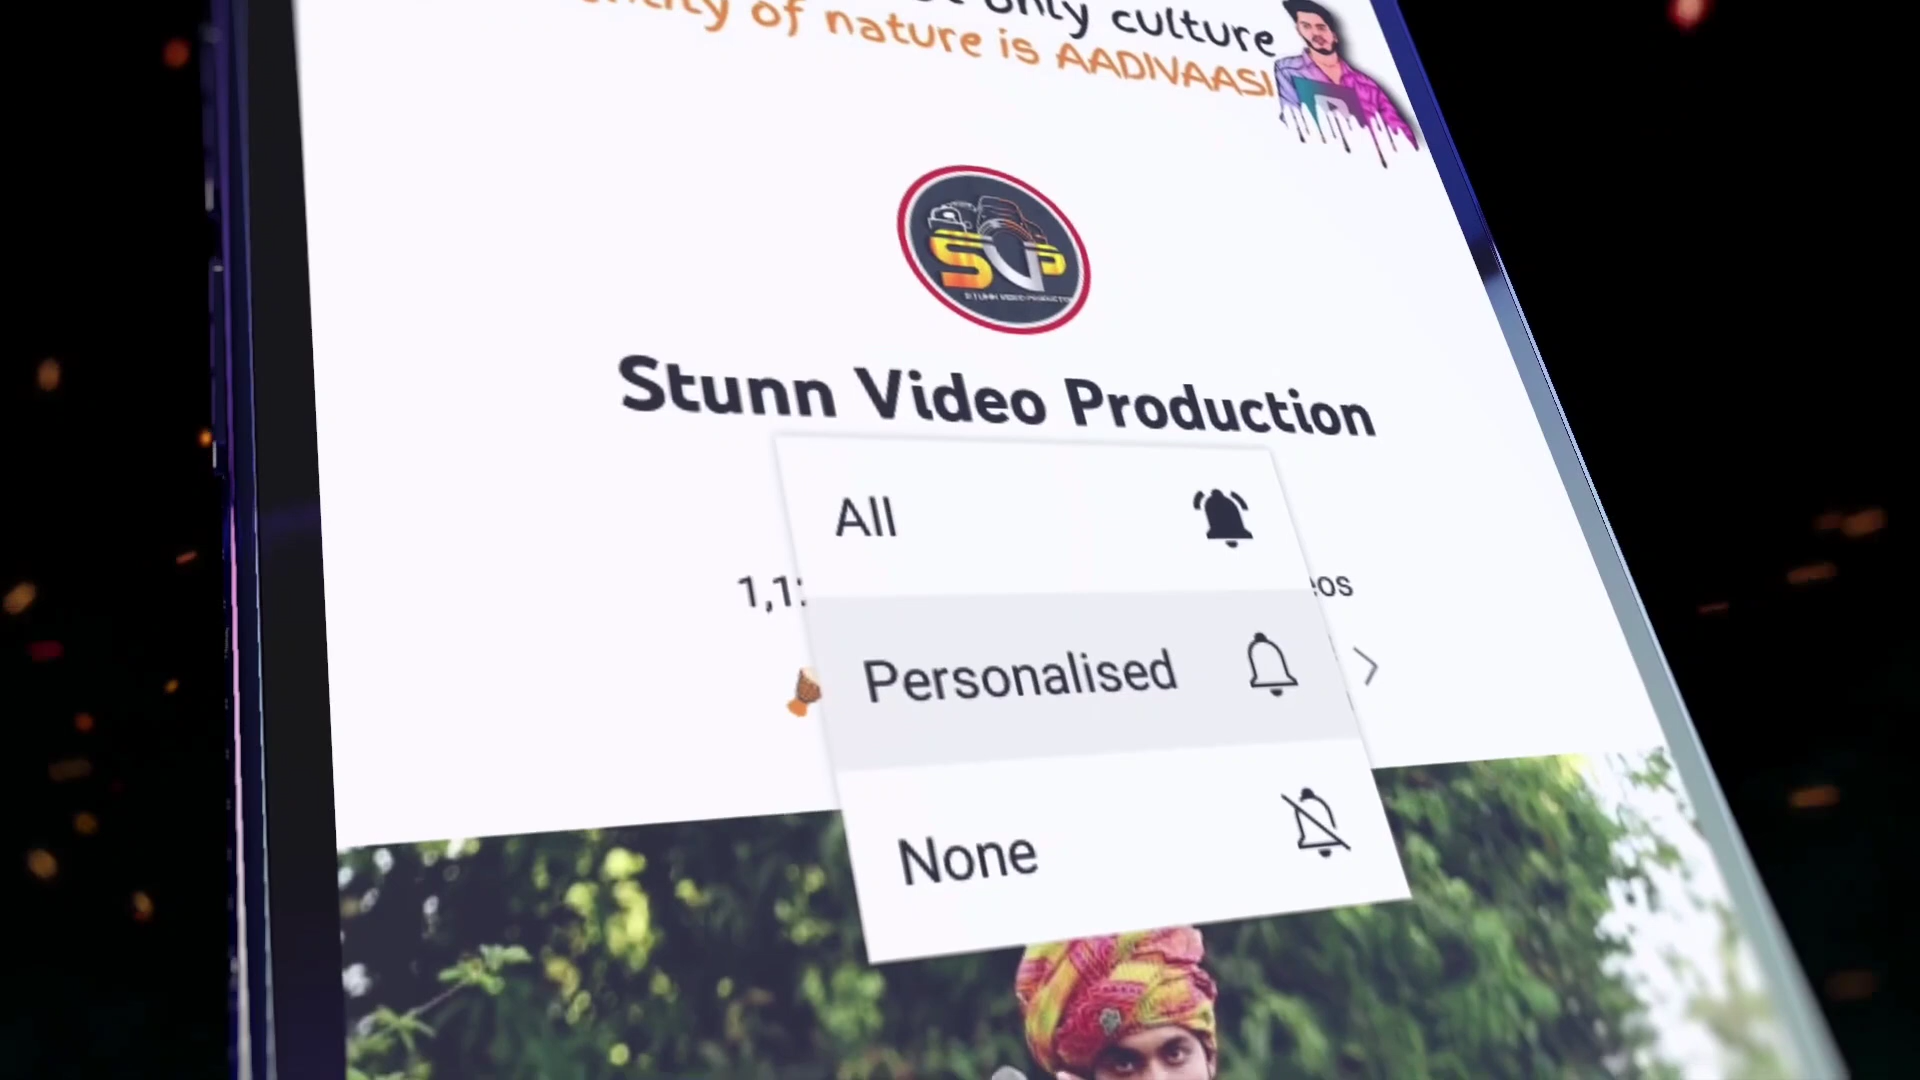 only culture
of nature is AADIVAASI
SVP
Stunn Video Production
All
1,1
Personalised
None